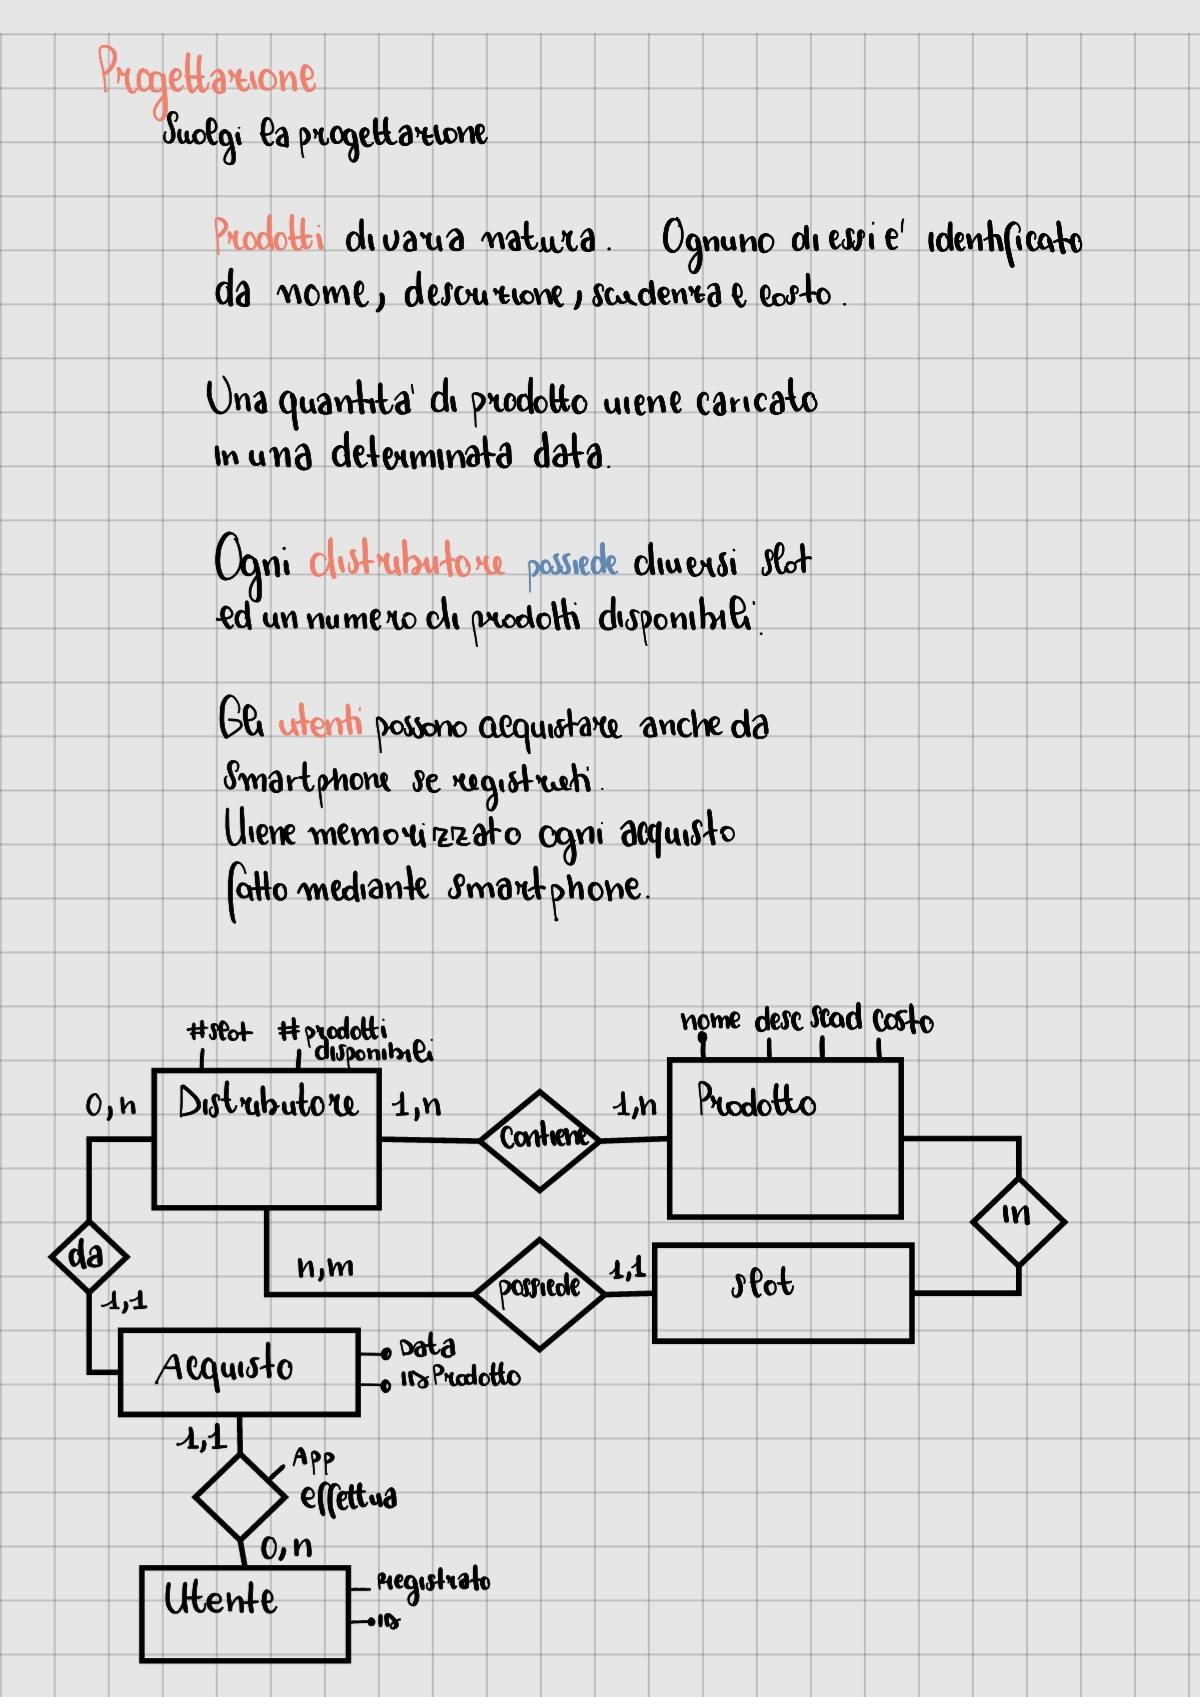 Progettazione
Svolgi la progettazione
Prodotti di varia natura. Ognuno di essi e' identificato
da nome, descrizione, scadenza e costo.
Una quantita' di prodotto viene caricato
in una determinata data.
Ogni distributore possiede diversi slot
ed un numero di prodotti disponibili.
Gli utenti possono acquistare anche da
smartphone se registrati.
Viene memorizzato ogni acquisto
fatto mediante smartphone.
nome desc scad costo
#slot #prodotti
disponibili
0,n Distributore 1,n contiene 1,n Prodotto
in
da
n,m possiede 1,1 slot
1,1
Acquisto
Data
ID Prodotto
1,1
App
effettua
0,n
Utente
Registrato
ID